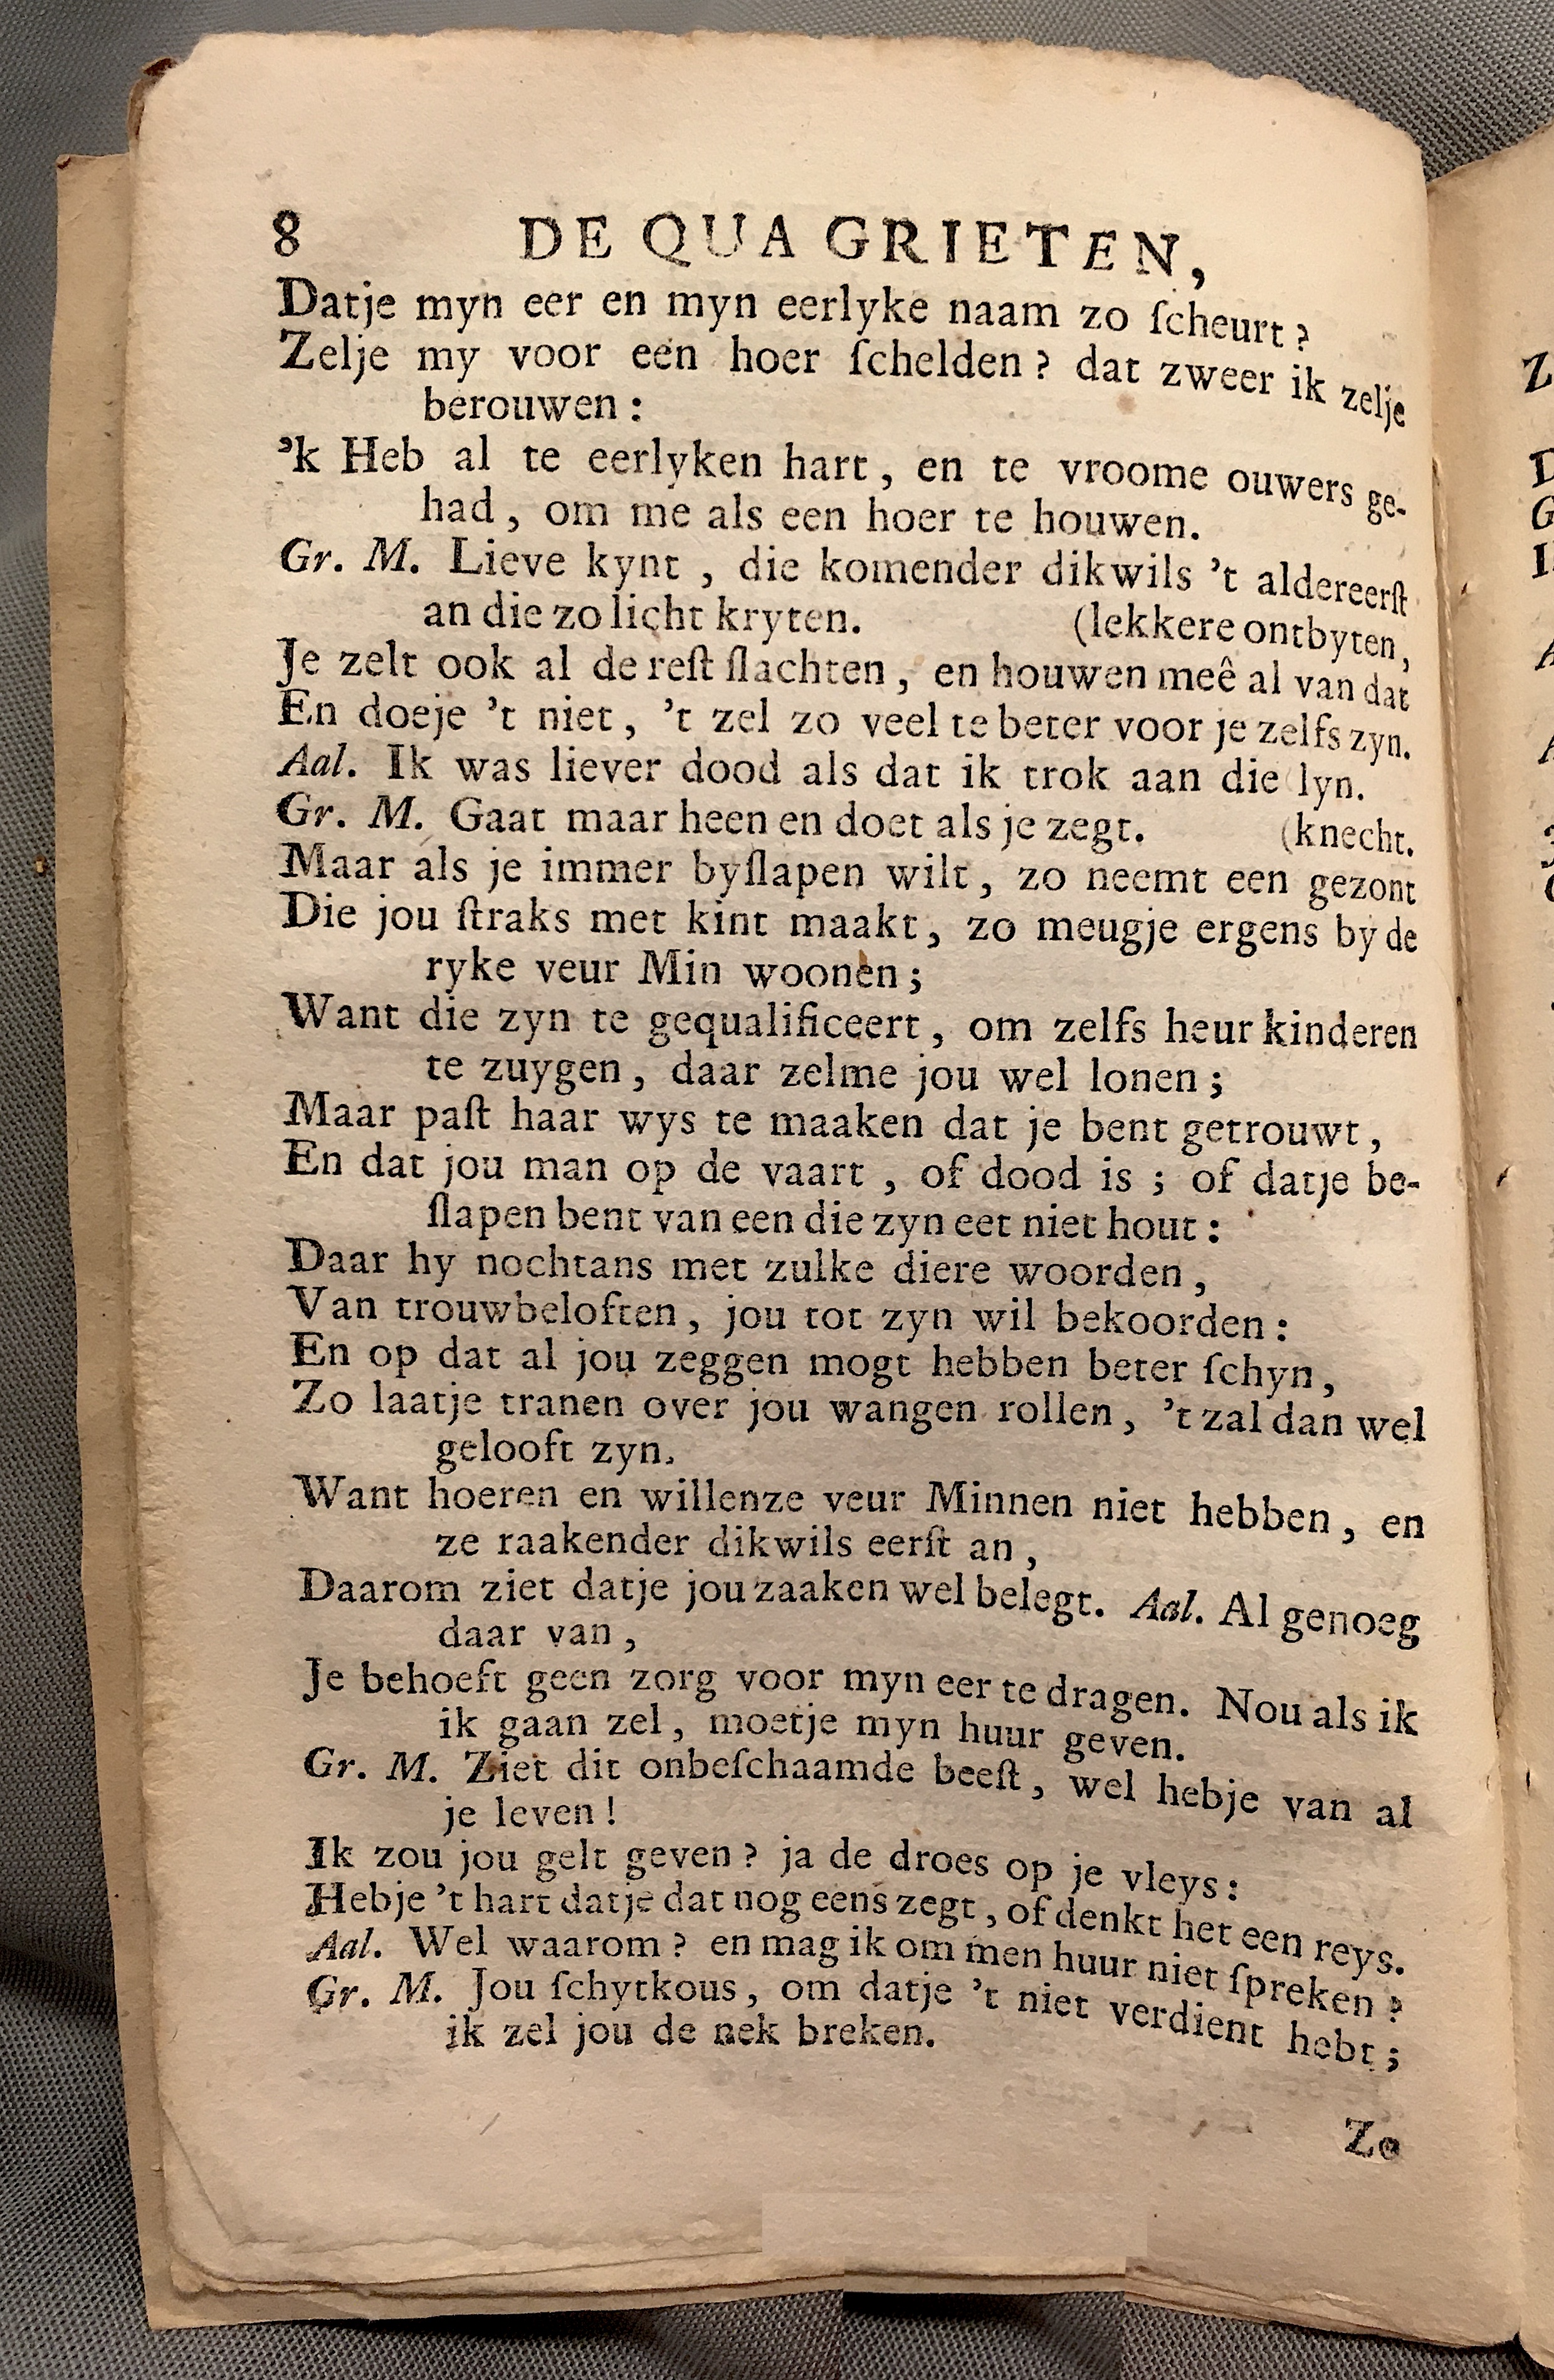 8 DE QUA GRIETEN,
Datje myn eer en myn eerlyke naam zo ſcheurt?
Zelje my voor een hoer ſchelden? dat zweer ik zelje
berouwen:
'k Heb al te eerlyken hart, en te vroome ouwers ge-
had, om me als een hoer te houwen.
Gr. M. Lieve kynt, die komender dikwils 't aldereerſt
an die zo licht kryten. (lekkere ontbyten,
Je zelt ook al de reſt ſlachten, en houwen meê al van dat
En doeje 't niet, 't zel zo veel te beter voor je zelfs zyn.
Aal. Ik was liever dood als dat ik trok aan die lyn.
Gr. M. Gaat maar heen en doet als je zegt. (knecht.
Maar als je immer byſlapen wilt, zo neemt een gezont
Die jou ſtraks met kint maakt, zo meugje ergens by de
ryke veur Min woonen;
Want die zyn te gequalificeert, om zelfs heur kinderen
te zuygen, daar zelme jou wel lonen;
Maar paſt haar wys te maaken dat je bent getrouwt,
En dat jou man op de vaart, of dood is; of datje be-
ſlapen bent van een die zyn eet niet hout:
Daar hy nochtans met zulke diere woorden,
Van trouwbeloften, jou tot zyn wil bekoorden:
En op dat al jou zeggen mogt hebben beter ſchyn,
Zo laatje tranen over jou wangen rollen, 't zal dan wel
gelooft zyn.
Want hoeren en willenze veur Minnen niet hebben, en
ze raakender dikwils eerſt an,
Daarom ziet datje jou zaaken wel belegt. Aal. Al genoeg
daar van,
Je behoeft geen zorg voor myn eer te dragen. Nou als ik
ik gaan zel, moetje myn huur geven.
Gr. M. Ziet dit onbeſchaamde beeſt, wel hebje van al
je leven!
Ik zou jou gelt geven? ja de droes op je vleys:
Hebje 't hart datje dat nog eens zegt, of denkt het een reys.
Aal. Wel waarom? en mag ik om men huur niet ſpreken?
Gr. M. Jou ſchytkous, om datje 't niet verdient hebt;
ik zel jou de nek breken.
Zo